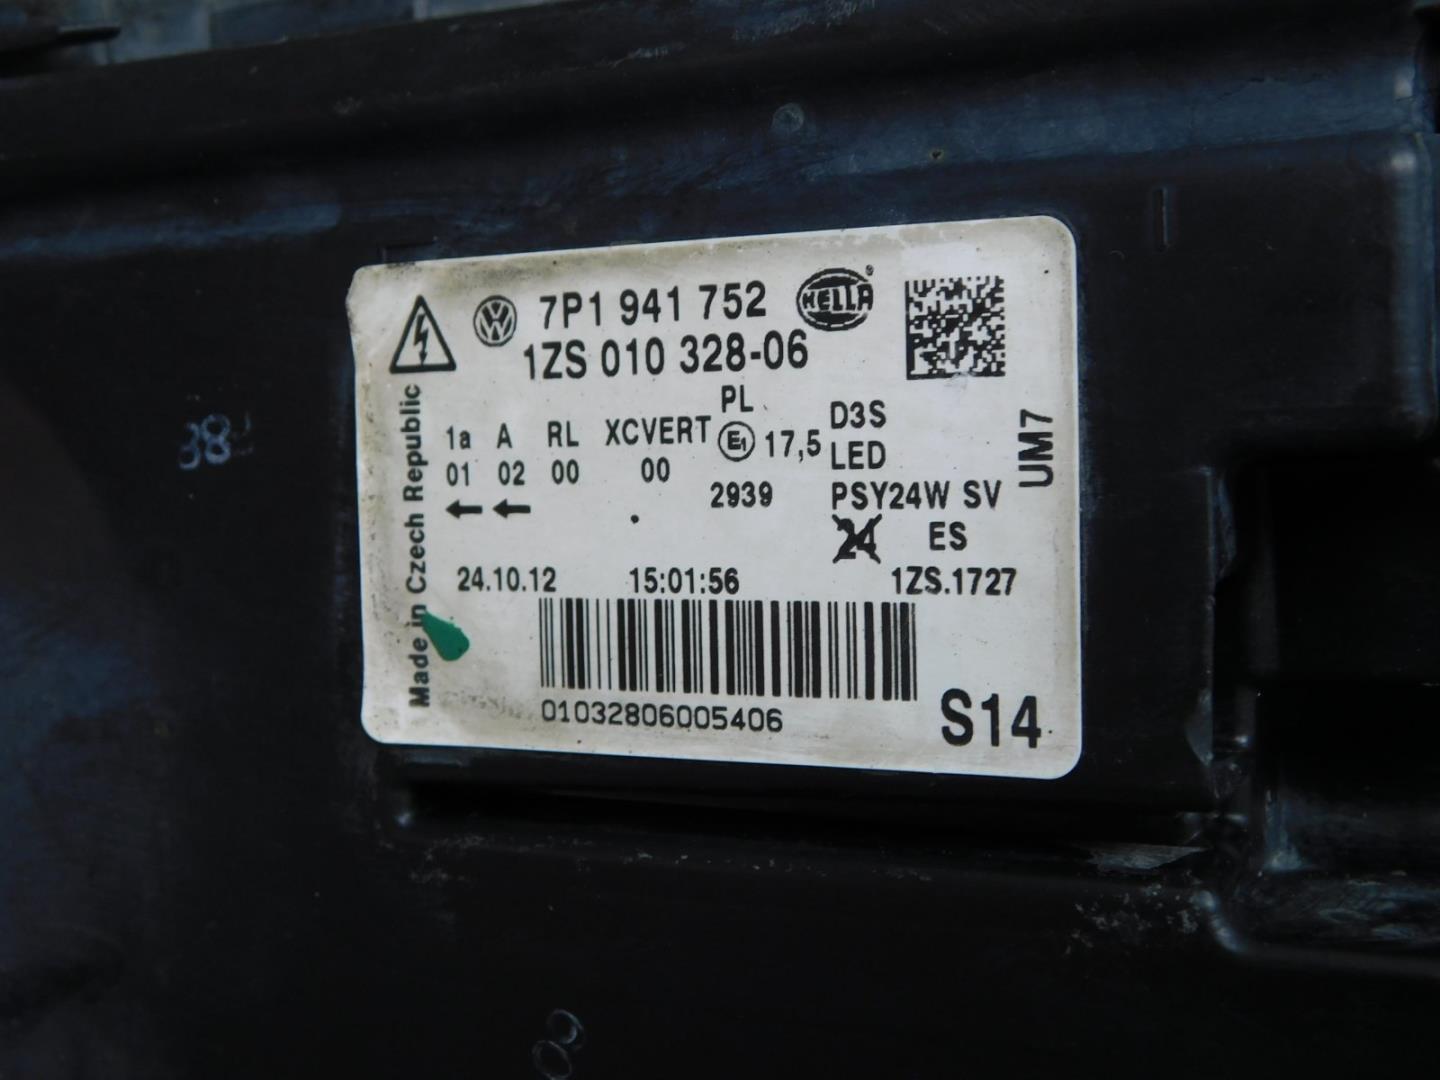 7P1 941 752 HELLA®
1ZS 010 328-06
PL
1a A RL XCVERT E1 17,5 D3S
01 02 00 00 LED
2939 PSY24W SV
24 ES
24.10.12 15:01:56 1ZS.1727
01032806005406
S14
Made in Czech Republic
UM7
8